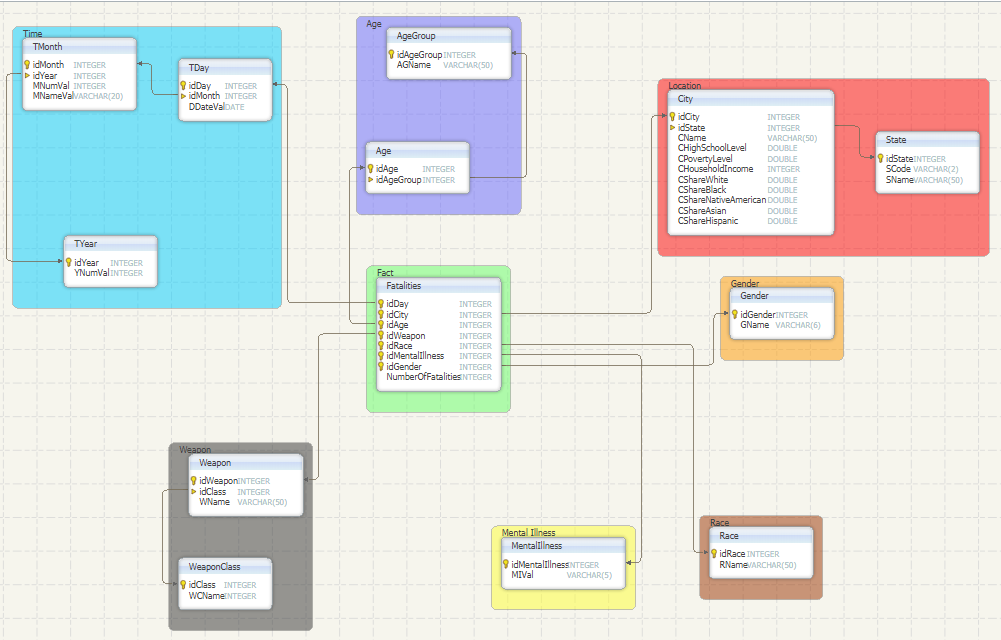 Time
TMonth
idMonth INTEGER
idYear INTEGER
MNumVal INTEGER
MNameVal VARCHAR(20)
TDay
idDay INTEGER
idMonth INTEGER
DDateVal DATE
TYear
idYear INTEGER
YNumVal INTEGER
Age
AgeGroup
idAgeGroup INTEGER
AGName VARCHAR(50)
Age
idAge INTEGER
idAgeGroup INTEGER
Location
City
idCity INTEGER
idState INTEGER
CName VARCHAR(50)
CHighSchoolLevel DOUBLE
CPovertyLevel DOUBLE
CHouseholdIncome INTEGER
CShareWhite DOUBLE
CShareBlack DOUBLE
CShareNativeAmerican DOUBLE
CShareAsian DOUBLE
CShareHispanic DOUBLE
State
idState INTEGER
SCode VARCHAR(2)
SName VARCHAR(50)
Fact
Fatalities
idDay INTEGER
idCity INTEGER
idAge INTEGER
idWeapon INTEGER
idRace INTEGER
idMentalIllness INTEGER
idGender INTEGER
NumberOfFatalities INTEGER
Gender
Gender
idGender INTEGER
GName VARCHAR(6)
Weapon
Weapon
idWeapon INTEGER
idClass INTEGER
WName VARCHAR(50)
WeaponClass
idClass INTEGER
WCName INTEGER
Mental Illness
MentalIllness
idMentalIllness INTEGER
MIVal VARCHAR(5)
Race
Race
idRace INTEGER
RName VARCHAR(50)